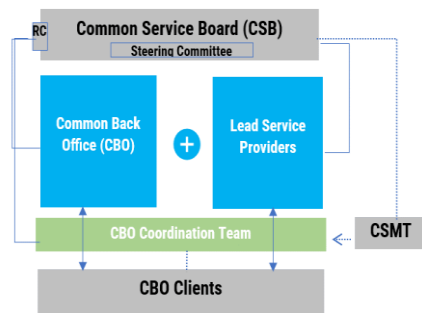 RC
Common Service Board (CSB)
Steering Committee
Common Back
Office (CBO)
+
Lead Service
Providers
CBO Coordination Team
CSMT
CBO Clients